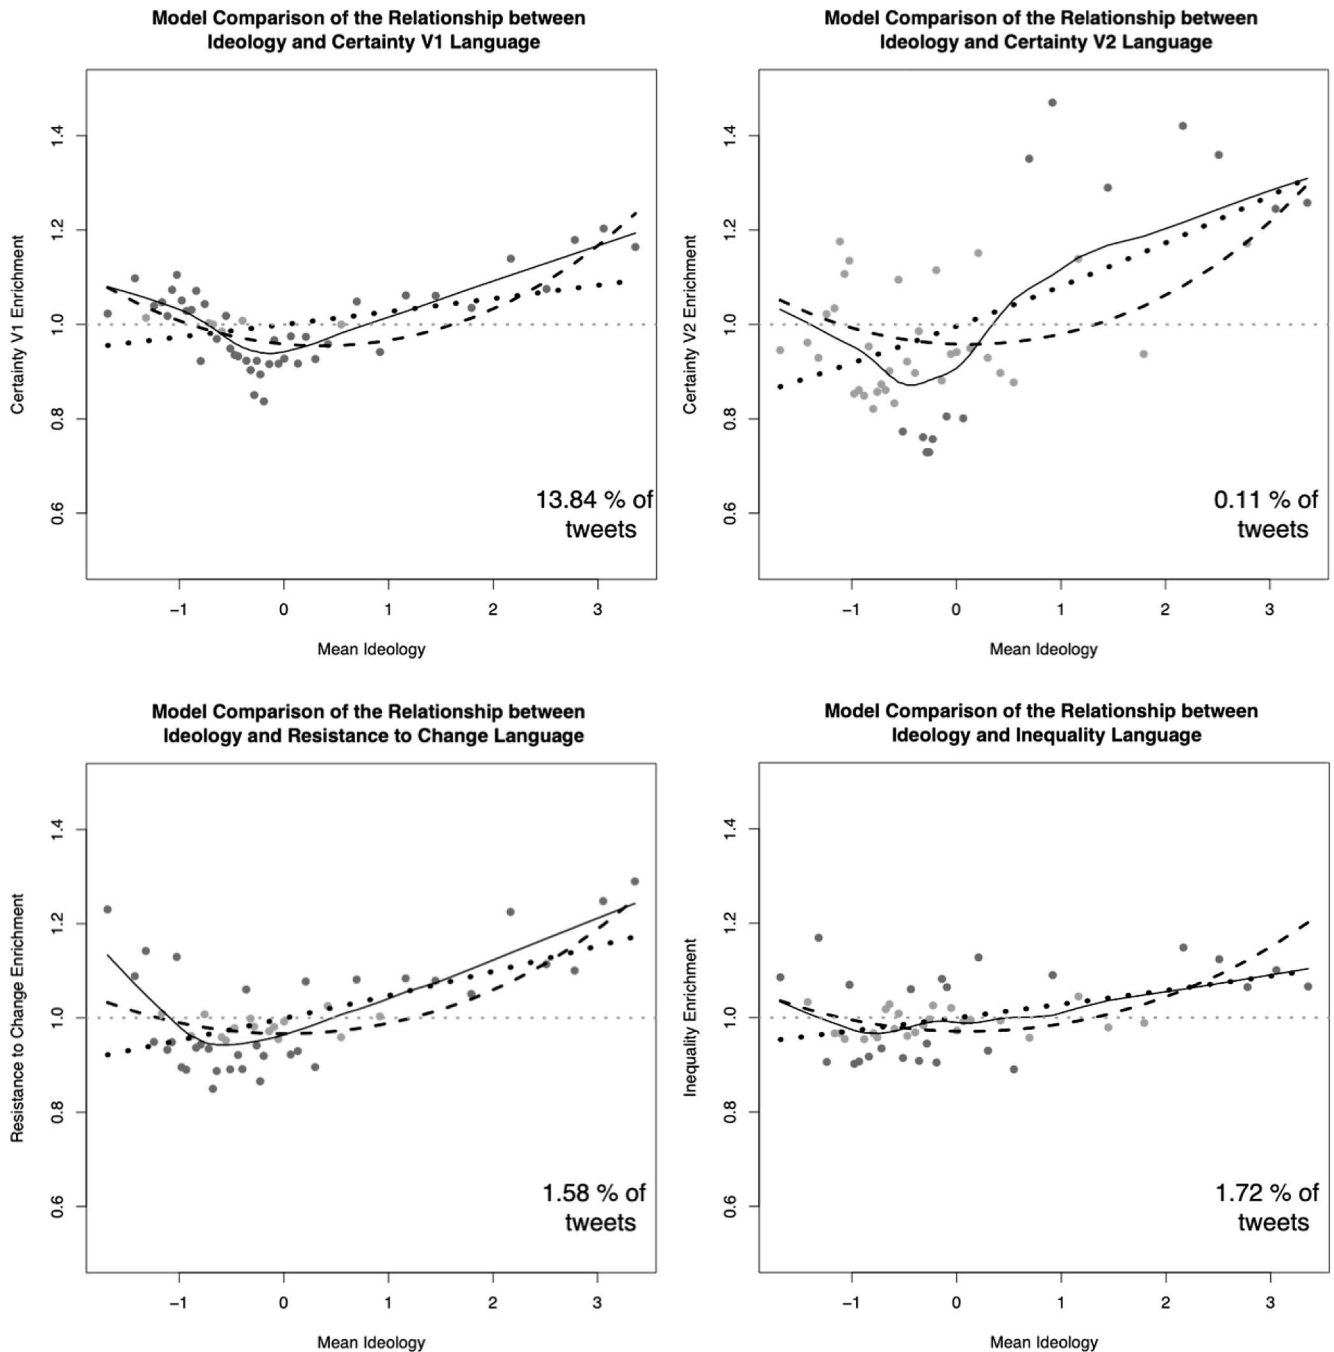 Model Comparison of the Relationship between
Ideology and Certainty V1 Language
Certainty V1 Enrichment
1.4
1.2
1.0
0.8
0.6
13.84 % of
tweets
−1
0
1
2
3
Mean Ideology
Model Comparison of the Relationship between
Ideology and Certainty V2 Language
Certainty V2 Enrichment
1.4
1.2
1.0
0.8
0.6
0.11 % of
tweets
−1
0
1
2
3
Mean Ideology
Model Comparison of the Relationship between
Ideology and Resistance to Change Language
Resistance to Change Enrichment
1.4
1.2
1.0
0.8
0.6
1.58 % of
tweets
−1
0
1
2
3
Mean Ideology
Model Comparison of the Relationship between
Ideology and Inequality Language
Inequality Enrichment
1.4
1.2
1.0
0.8
0.6
1.72 % of
tweets
−1
0
1
2
3
Mean Ideology